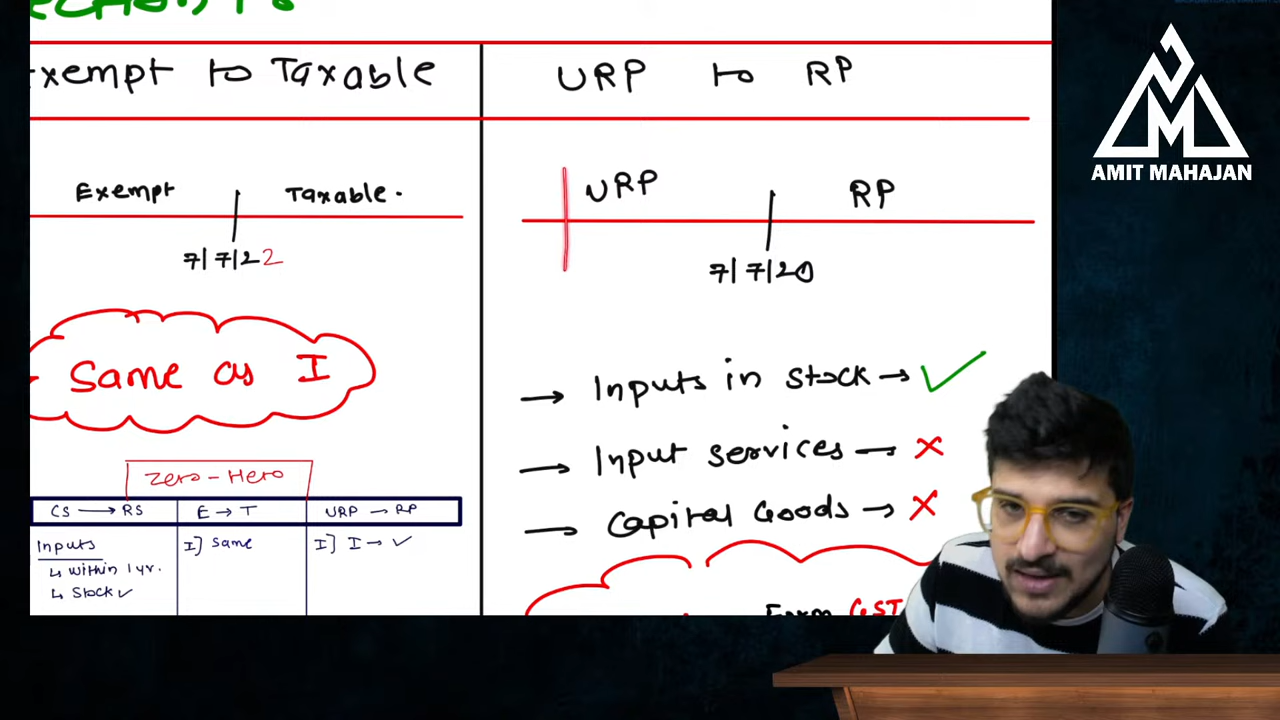 Exempt to Taxable
URP to RP
Exempt
Taxable.
7/7/22
URP
RP
7/7/20
Same as I
→ Inputs in stock → ✓
→ Input services → ×
→ Capital Goods → ×
Zero - Hero
CS → RS
E → T
URP → RP
Inputs
↳ within 1 yr.
↳ Stock ✓
I] Same
I] I → ✓
Form GST
AMIT MAHAJAN